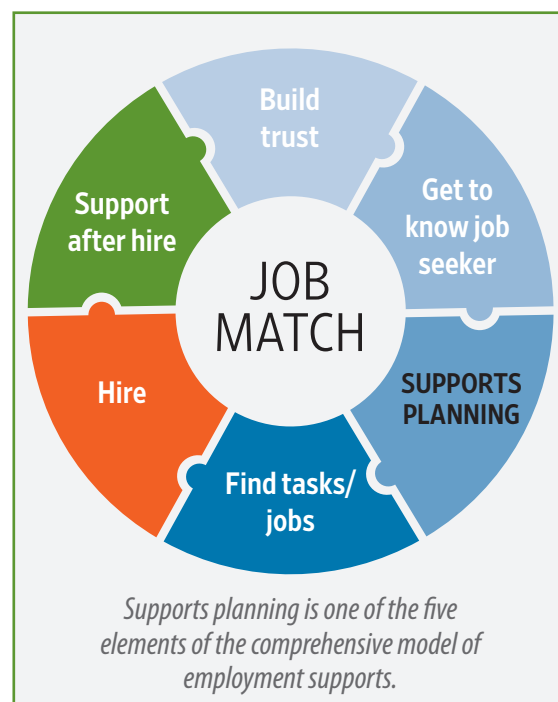 Build
trust
Get to
know job
seeker
SUPPORTS
PLANNING
Find tasks/
jobs
Hire
Support
after hire
JOB
MATCH
Supports planning is one of the five
elements of the comprehensive model of
employment supports.